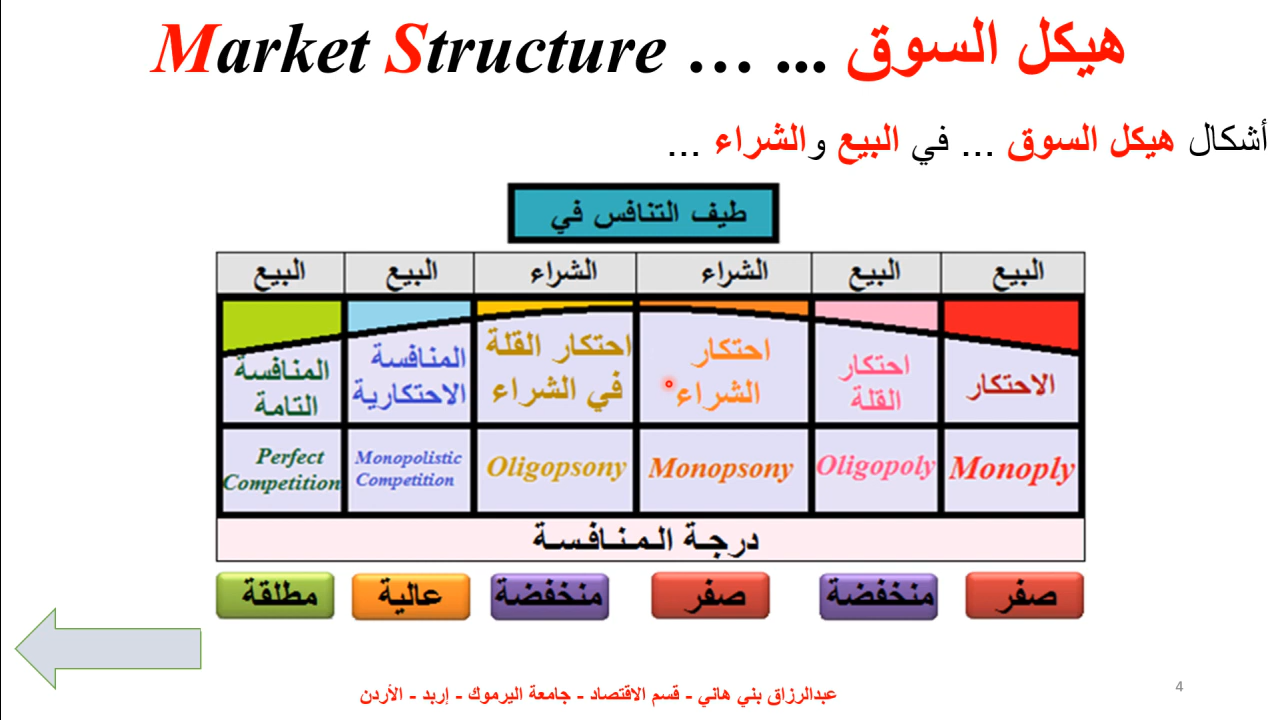 هيكل السوق ... ... Market Structure
أشكال هيكل السوق ... في البيع والشراء ...
طيف التنافس في
البيع البيع الشراء الشراء البيع البيع
الاحتكار
احتكار
القلة
احتكار
الشراء
احتكار القلة
في الشراء
المنافسة
الاحتكارية
المنافسة
التامة
Perfect
Competition
Monopolistic
Competition
Oligopsony
Monopsony
Oligopoly
Monoply
درجة الـمـنـافـسـة
صفر منخفضة صفر منخفضة عالية مطلقة
عبدالرزاق بني هاني - قسم الاقتصاد - جامعة اليرموك - إربد - الأردن
4